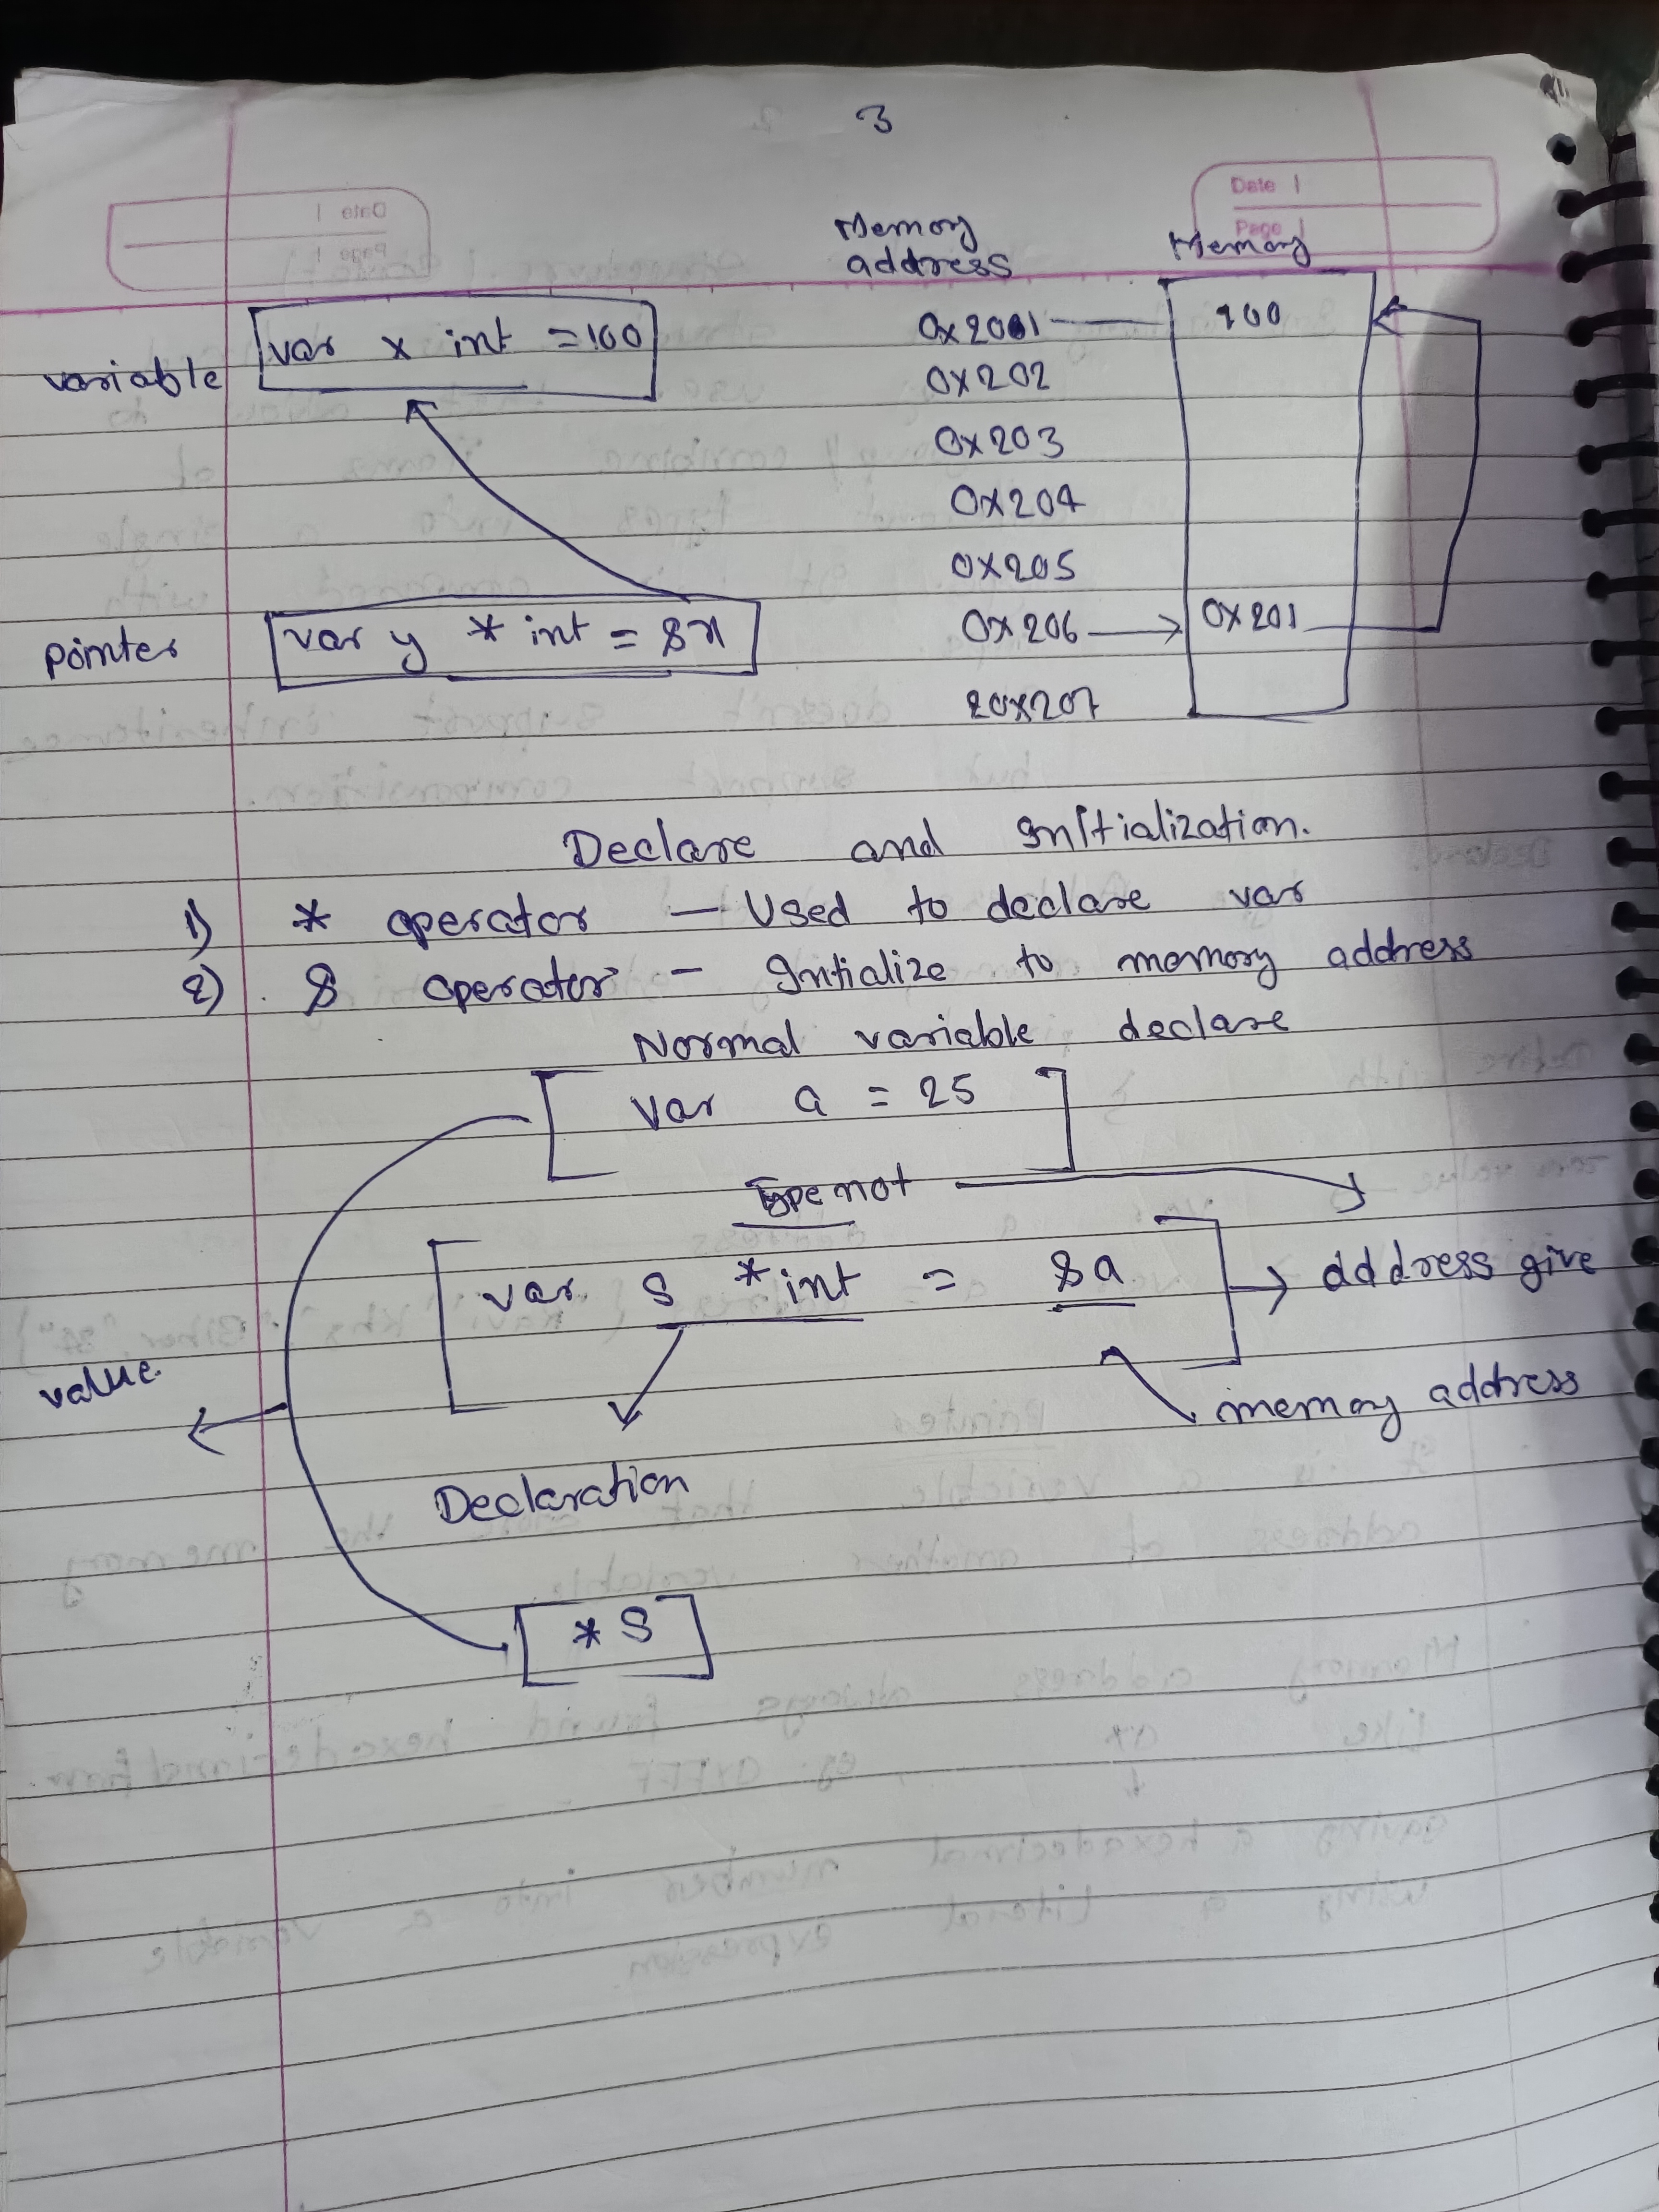 3
Date
Page
Memory address
Memory
variable
var x int = 100
0x201
100
0x202
0x203
0x204
0x205
pointer
var y *int = &x
0x206
0x201
20x207
Declare and Initialization.
1) * operator — Used to declare var
2) & operator - Intialize to memory address
Normal variable declare
var a = 25
Type not
var s *int = &a
address give
value
memory address
Declaration
*S